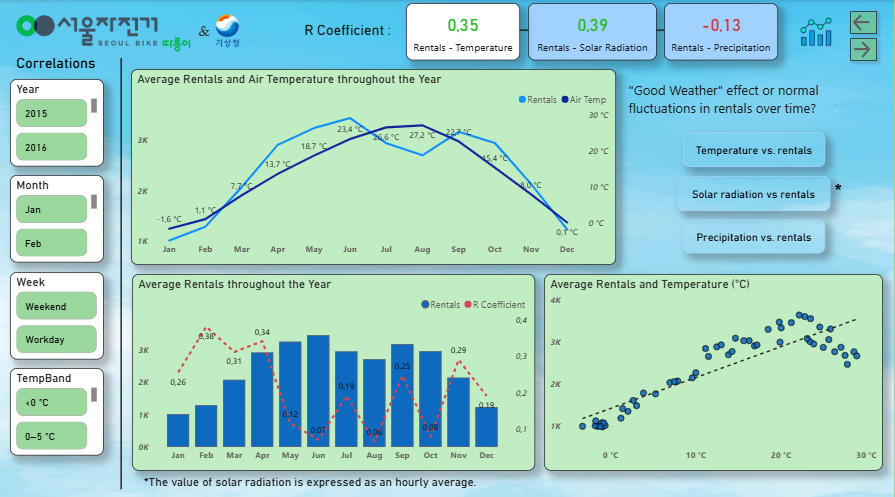 서울자전거
SEOUL BIKE 따릉이
&
기상청
R Coefficient :
0,35
Rentals - Temperature
0,39
Rentals - Solar Radiation
-0,13
Rentals - Precipitation
Correlations
Year
2015
2016
Month
Jan
Feb
Week
Weekend
Workday
TempBand
<0 °C
0–5 °C
Average Rentals and Air Temperature throughout the Year
Rentals Air Temp
3K
2K
1K
30 °C
20 °C
10 °C
0 °C
-1,6 °C
1,1 °C
7,7 °C
13,7 °C
18,7 °C
23,4 °C
26,6 °C
27,2 °C
22,7 °C
15,4 °C
8,0 °C
0,1 °C
Jan Feb Mar Apr May Jun Jul Aug Sep Oct Nov Dec
"Good Weather" effect or normal
fluctuations in rentals over time?
Temperature vs. rentals
Solar radiation vs rentals
*
Precipitation vs. rentals
Average Rentals throughout the Year
Rentals R Coefficient
3K
2K
1K
0K
0,4
0,3
0,2
0,1
0,26
0,38
0,31
0,34
0,12
0,07
0,19
0,06
0,25
0,08
0,29
0,19
Jan Feb Mar Apr May Jun Jul Aug Sep Oct Nov Dec
Average Rentals and Temperature (°C)
4K
3K
2K
1K
0 °C 10 °C 20 °C 30 °C
*The value of solar radiation is expressed as an hourly average.